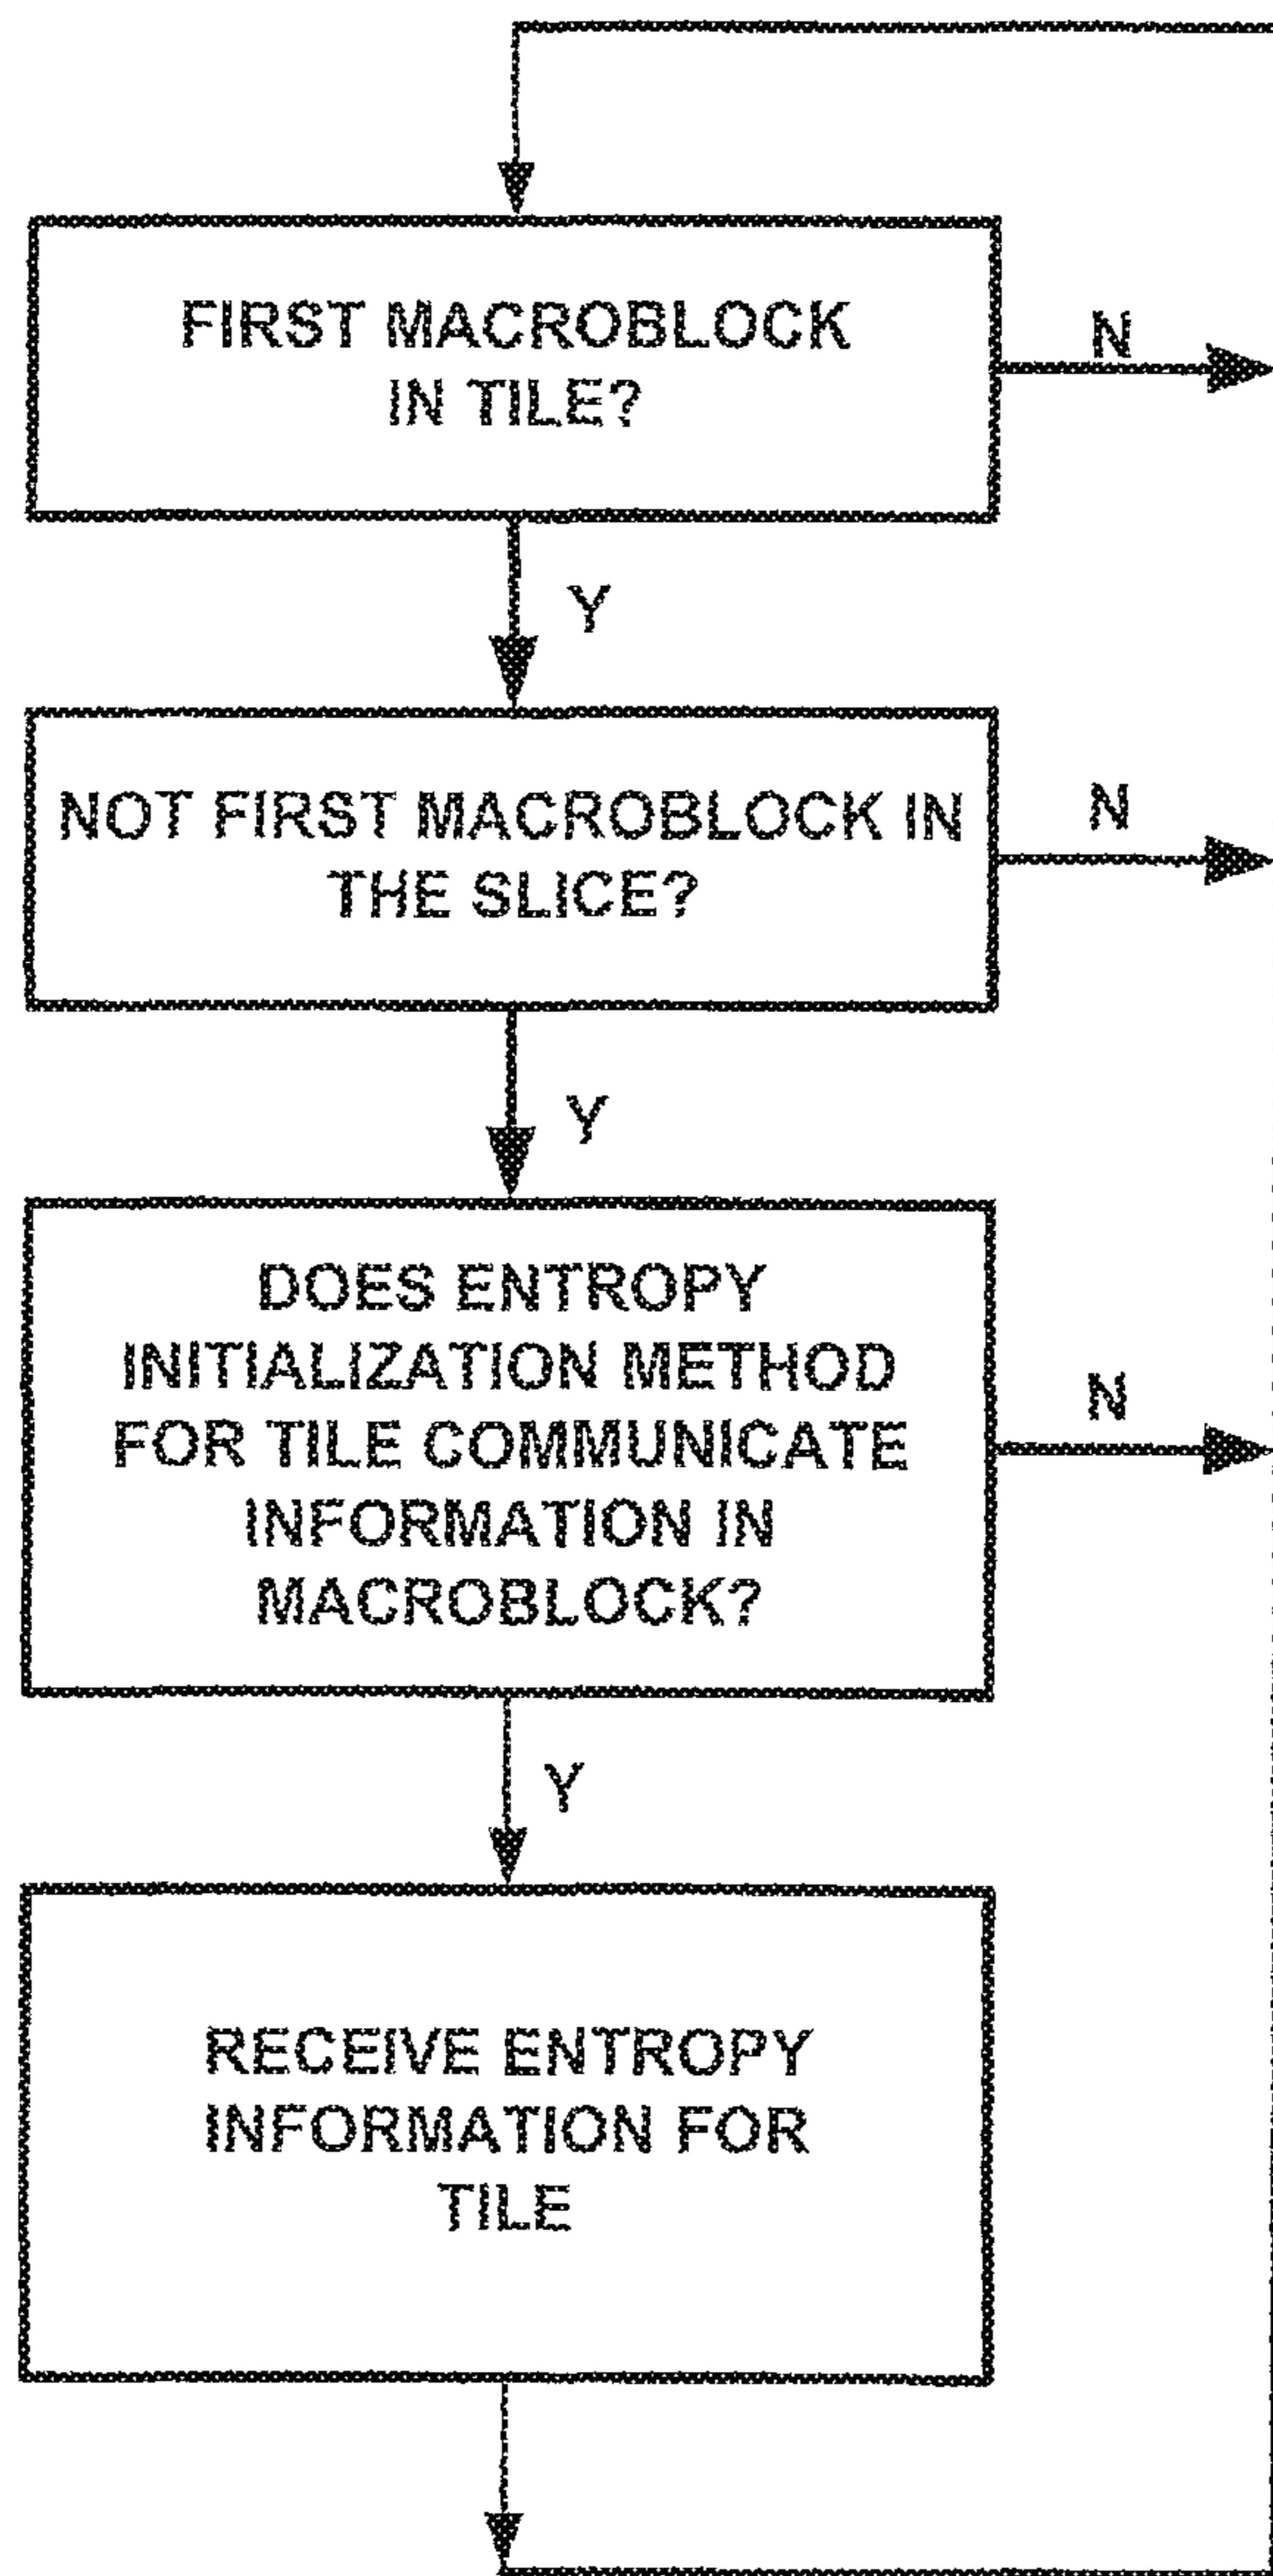 FIRST MACROBLOCK
IN TILE?
N
Y
NOT FIRST MACROBLOCK IN
THE SLICE?
N
Y
DOES ENTROPY
INITIALIZATION METHOD
FOR TILE COMMUNICATE
INFORMATION IN
MACROBLOCK?
N
Y
RECEIVE ENTROPY
INFORMATION FOR
TILE